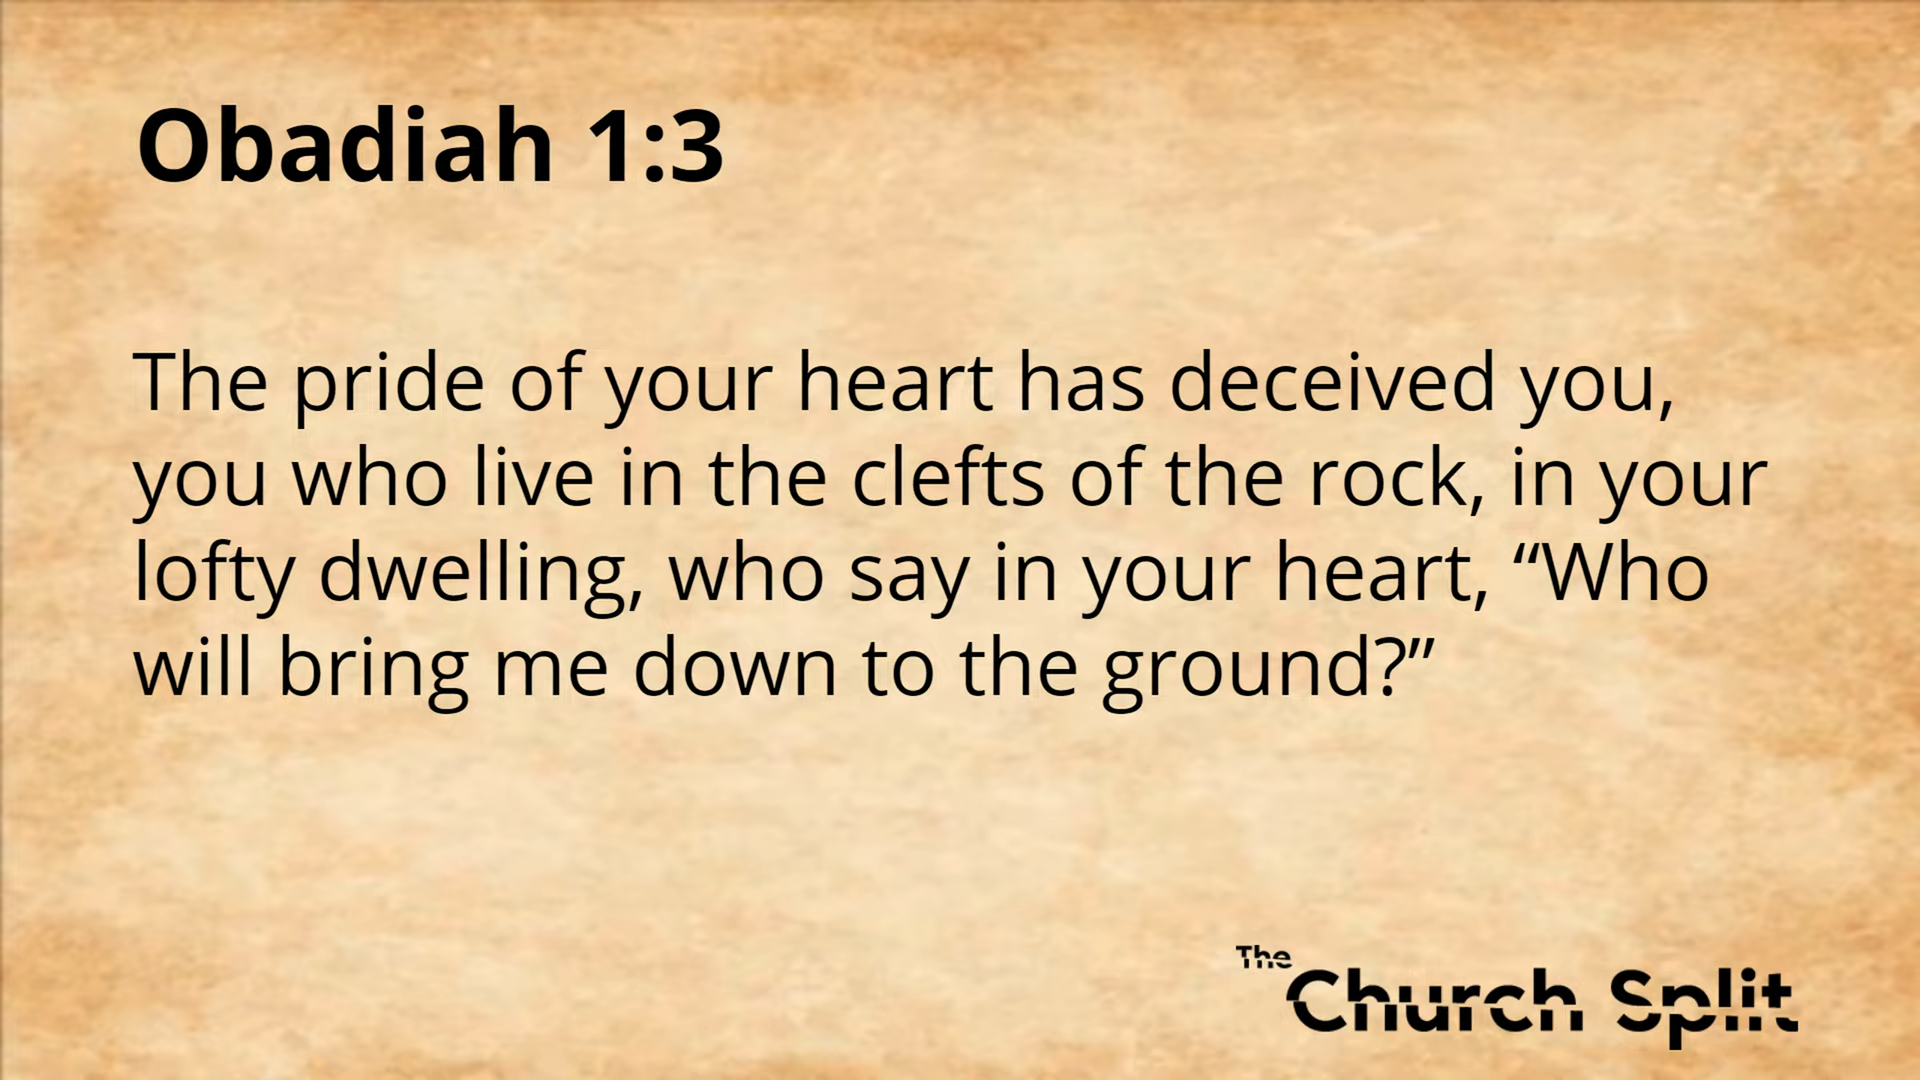 Obadiah 1:3
The pride of your heart has deceived you,
you who live in the clefts of the rock, in your
lofty dwelling, who say in your heart, “Who
will bring me down to the ground?”
The
Church Split